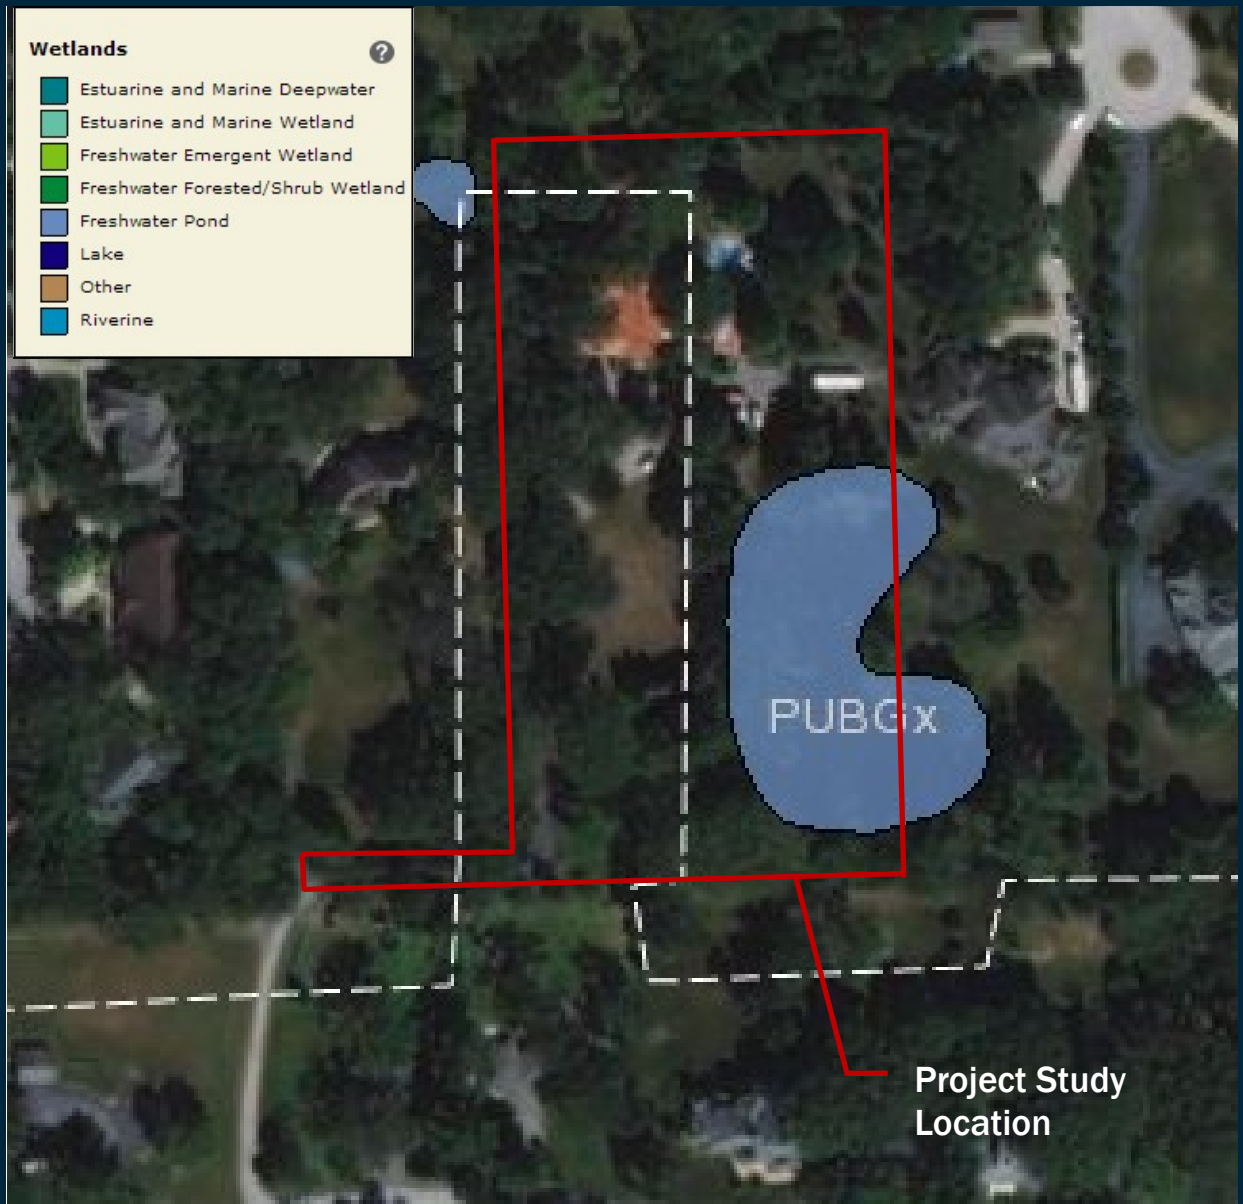 Wetlands
?
Estuarine and Marine Deepwater
Estuarine and Marine Wetland
Freshwater Emergent Wetland
Freshwater Forested/Shrub Wetland
Freshwater Pond
Lake
Other
Riverine
PUBGx
Project Study
Location